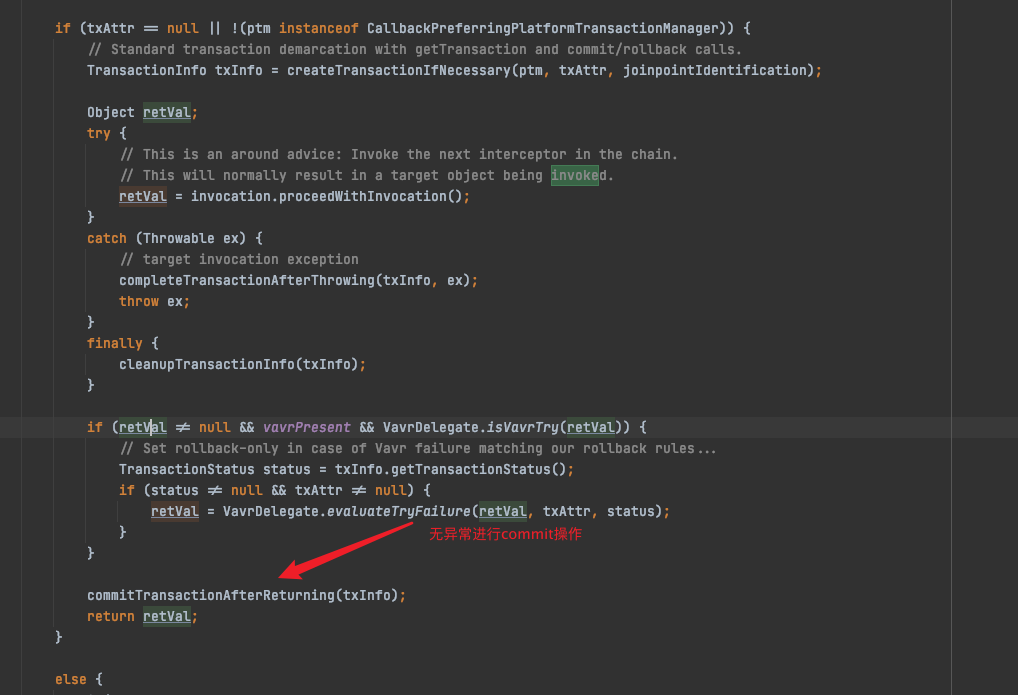 if (txAttr == null || !(ptm instanceof CallbackPreferringPlatformTransactionManager)) {
// Standard transaction demarcation with getTransaction and commit/rollback calls.
TransactionInfo txInfo = createTransactionIfNecessary(ptm, txAttr, joinpointIdentification);
Object retVal;
try {
// This is an around advice: Invoke the next interceptor in the chain.
// This will normally result in a target object being invoked.
retVal = invocation.proceedWithInvocation();
}
catch (Throwable ex) {
// target invocation exception
completeTransactionAfterThrowing(txInfo, ex);
throw ex;
}
finally {
cleanupTransactionInfo(txInfo);
}
if (retVal != null && vavrPresent && VavrDelegate.isVavrTry(retVal)) {
// Set rollback-only in case of Vavr failure matching our rollback rules...
TransactionStatus status = txInfo.getTransactionStatus();
if (status != null && txAttr != null) {
retVal = VavrDelegate.evaluateTryFailure(retVal, txAttr, status);
}
无异常进行commit操作
}
commitTransactionAfterReturning(txInfo);
return retVal;
}
else {